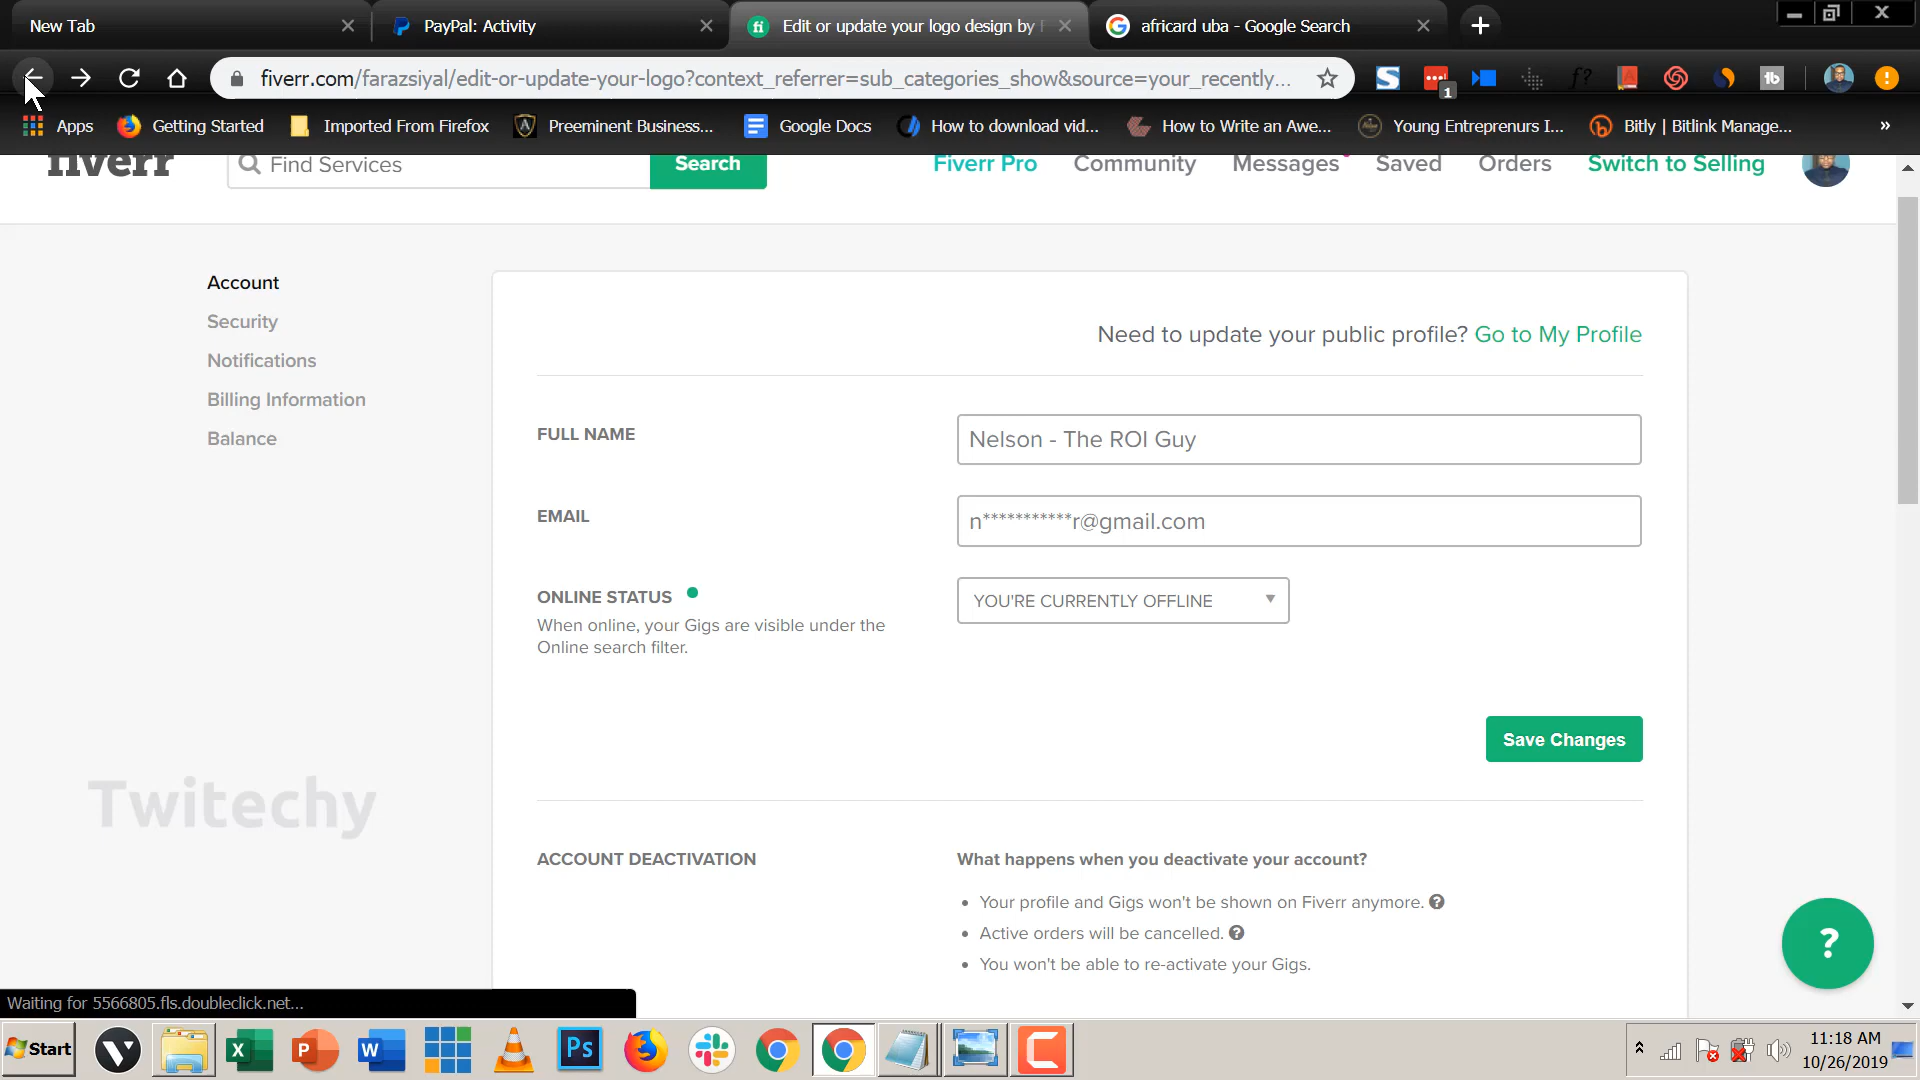 New Tab
PayPal: Activity
Edit or update your logo design by
africard uba - Google Search
fiverr.com/farazsiyal/edit-or-update-your-logo?context_referrer=sub_categories_show&source=your_recently...
1
Apps
Getting Started
Imported From Firefox
Preeminent Business...
Google Docs
How to download vid...
How to Write an Awe...
Young Entreprenurs I...
Bitly | Bitlink Manage...
»
fiverr
Find Services
Search
Fiverr Pro
Community
Messages
Saved
Orders
Switch to Selling
Account
Security
Notifications
Billing Information
Balance
Need to update your public profile? Go to My Profile
FULL NAME
Nelson - The ROI Guy
EMAIL
n***********r@gmail.com
ONLINE STATUS
YOU'RE CURRENTLY OFFLINE
When online, your Gigs are visible under the
Online search filter.
Save Changes
Twitechy
ACCOUNT DEACTIVATION
What happens when you deactivate your account?
• Your profile and Gigs won't be shown on Fiverr anymore.
• Active orders will be cancelled.
• You won't be able to re-activate your Gigs.
?
Waiting for 5566805.fls.doubleclick.net...
Start
11:18 AM
10/26/2019